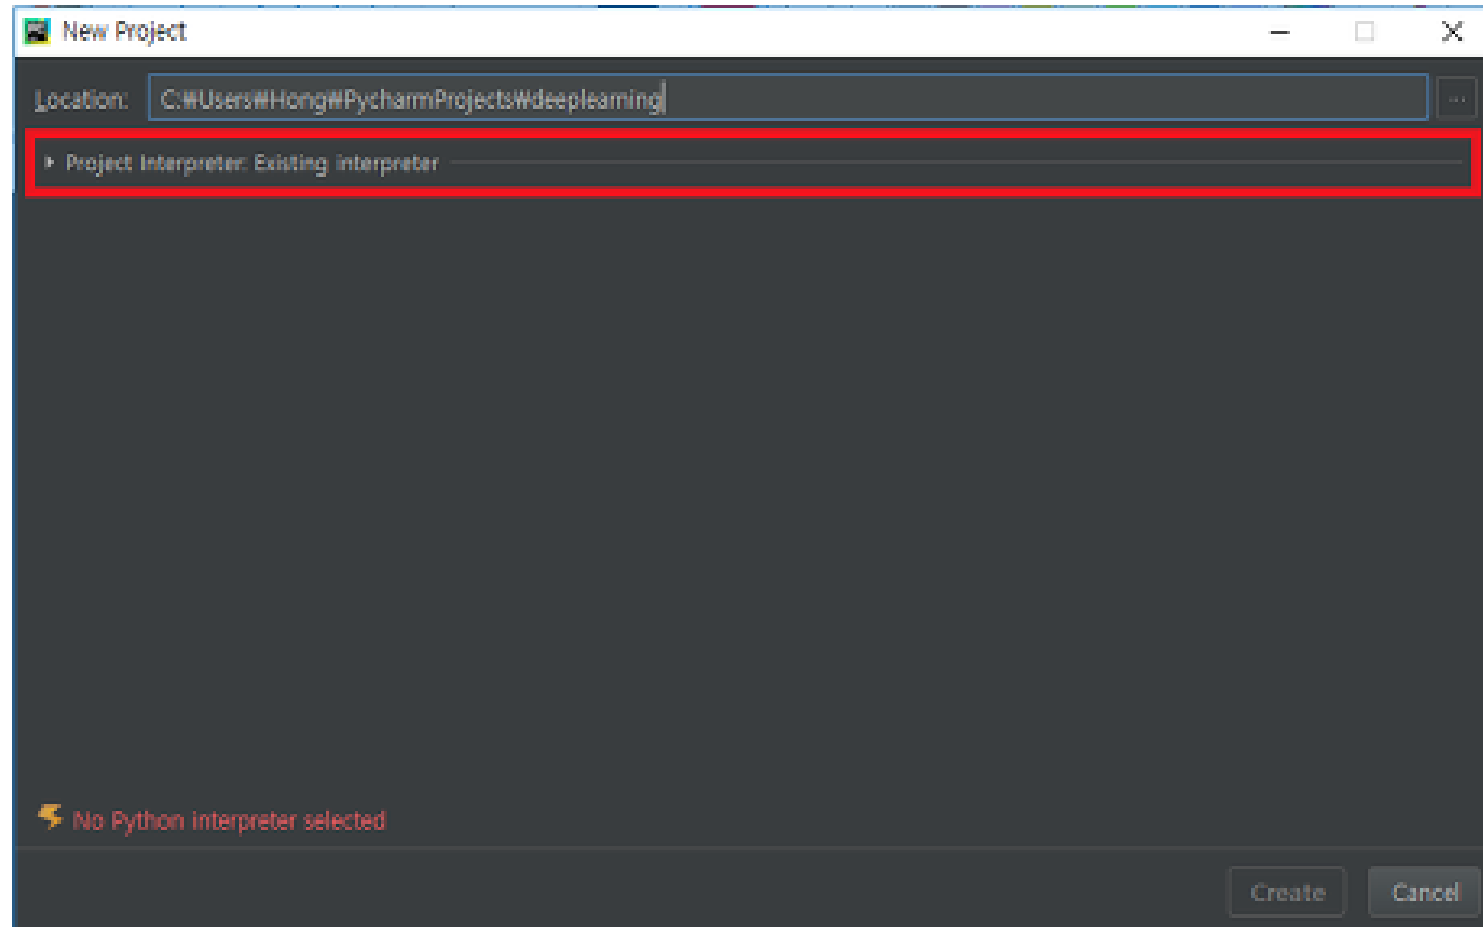 New Project
Location: C:₩Users₩Hong₩PycharmProjects₩deeplearning
Project Interpreter: Existing interpreter
No Python interpreter selected
Create Cancel